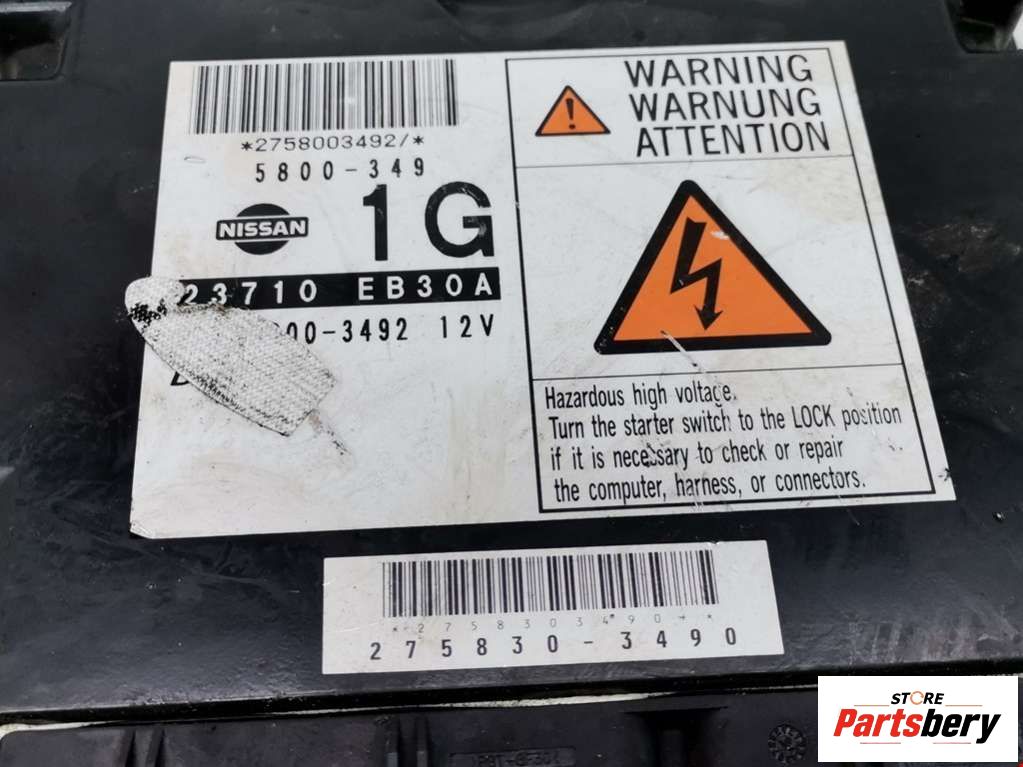 *2758003492/*
5800-349
NISSAN
1G
23710 EB30A
00-3492 12V
WARNING
WARNUNG
ATTENTION
Hazardous high voltage.
Turn the starter switch to the LOCK position
if it is necessary to check or repair
the computer, harness, or connectors.
275830-3490
STORE
Partsbery